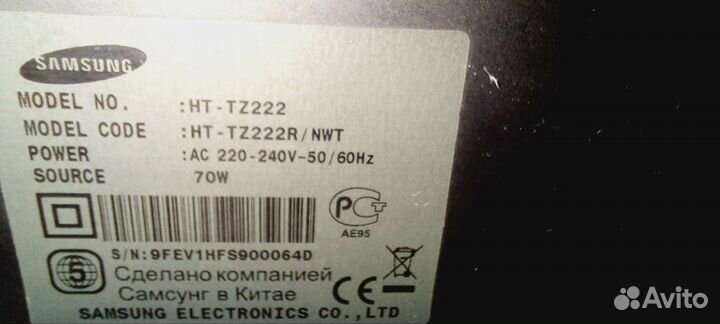 SAMSUNG
MODEL NO. :HT-TZ222
MODEL CODE :HT-TZ222R/NWT
POWER :AC 220-240V~50/60Hz
SOURCE 70W
РСТ
AE95
S/N:9FEV1HFS900064D
5 Сделано компанией
Самсунг в Китае CE
SAMSUNG ELECTRONICS CO.,LTD
Avito